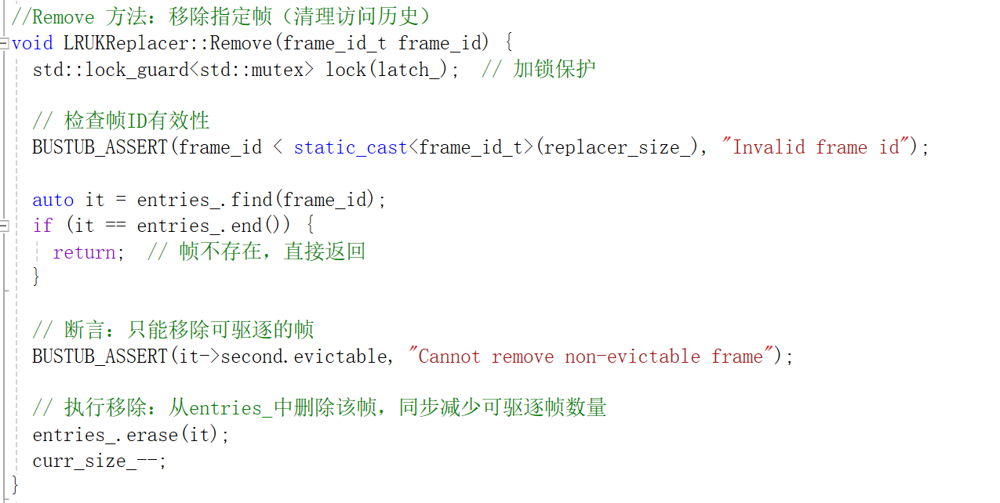 //Remove 方法：移除指定帧（清理访问历史）
void LRUKReplacer::Remove(frame_id_t frame_id) {
  std::lock_guard<std::mutex> lock(latch_);  // 加锁保护

  // 检查帧ID有效性
  BUSTUB_ASSERT(frame_id < static_cast<frame_id_t>(replacer_size_), "Invalid frame id");

  auto it = entries_.find(frame_id);
  if (it == entries_.end()) {
    return;  // 帧不存在，直接返回
  }

  // 断言：只能移除可驱逐的帧
  BUSTUB_ASSERT(it->second.evictable, "Cannot remove non-evictable frame");

  // 执行移除：从entries_中删除该帧，同步减少可驱逐帧数量
  entries_.erase(it);
  curr_size_--;
}